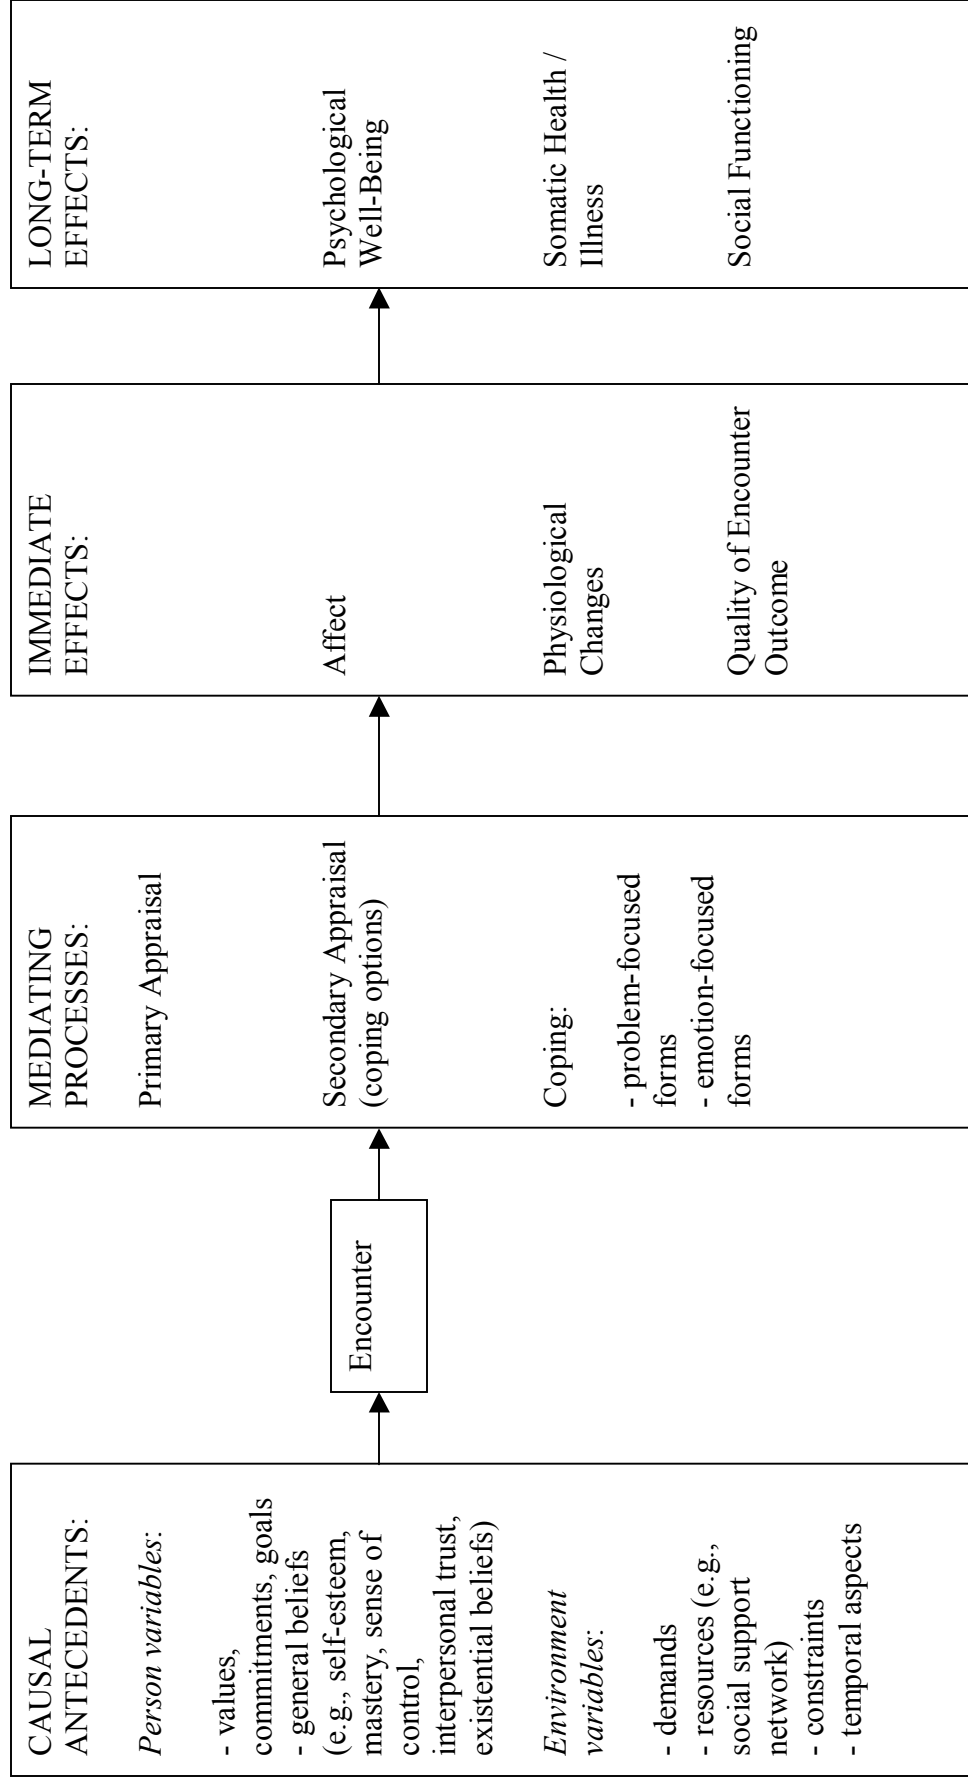 CAUSAL
ANTECEDENTS:
Person variables:
- values,
commitments, goals
- general beliefs
(e.g., self-esteem,
mastery, sense of
control,
interpersonal trust,
existential beliefs)
Environment
variables:
- demands
- resources (e.g.,
social support
network)
- constraints
- temporal aspects
Encounter
MEDIATING
PROCESSES:
Primary Appraisal
Secondary Appraisal
(coping options)
Coping:
- problem-focused
forms
- emotion-focused
forms
IMMEDIATE
EFFECTS:
Affect
Physiological
Changes
Quality of Encounter
Outcome
LONG-TERM
EFFECTS:
Psychological
Well-Being
Somatic Health /
Illness
Social Functioning